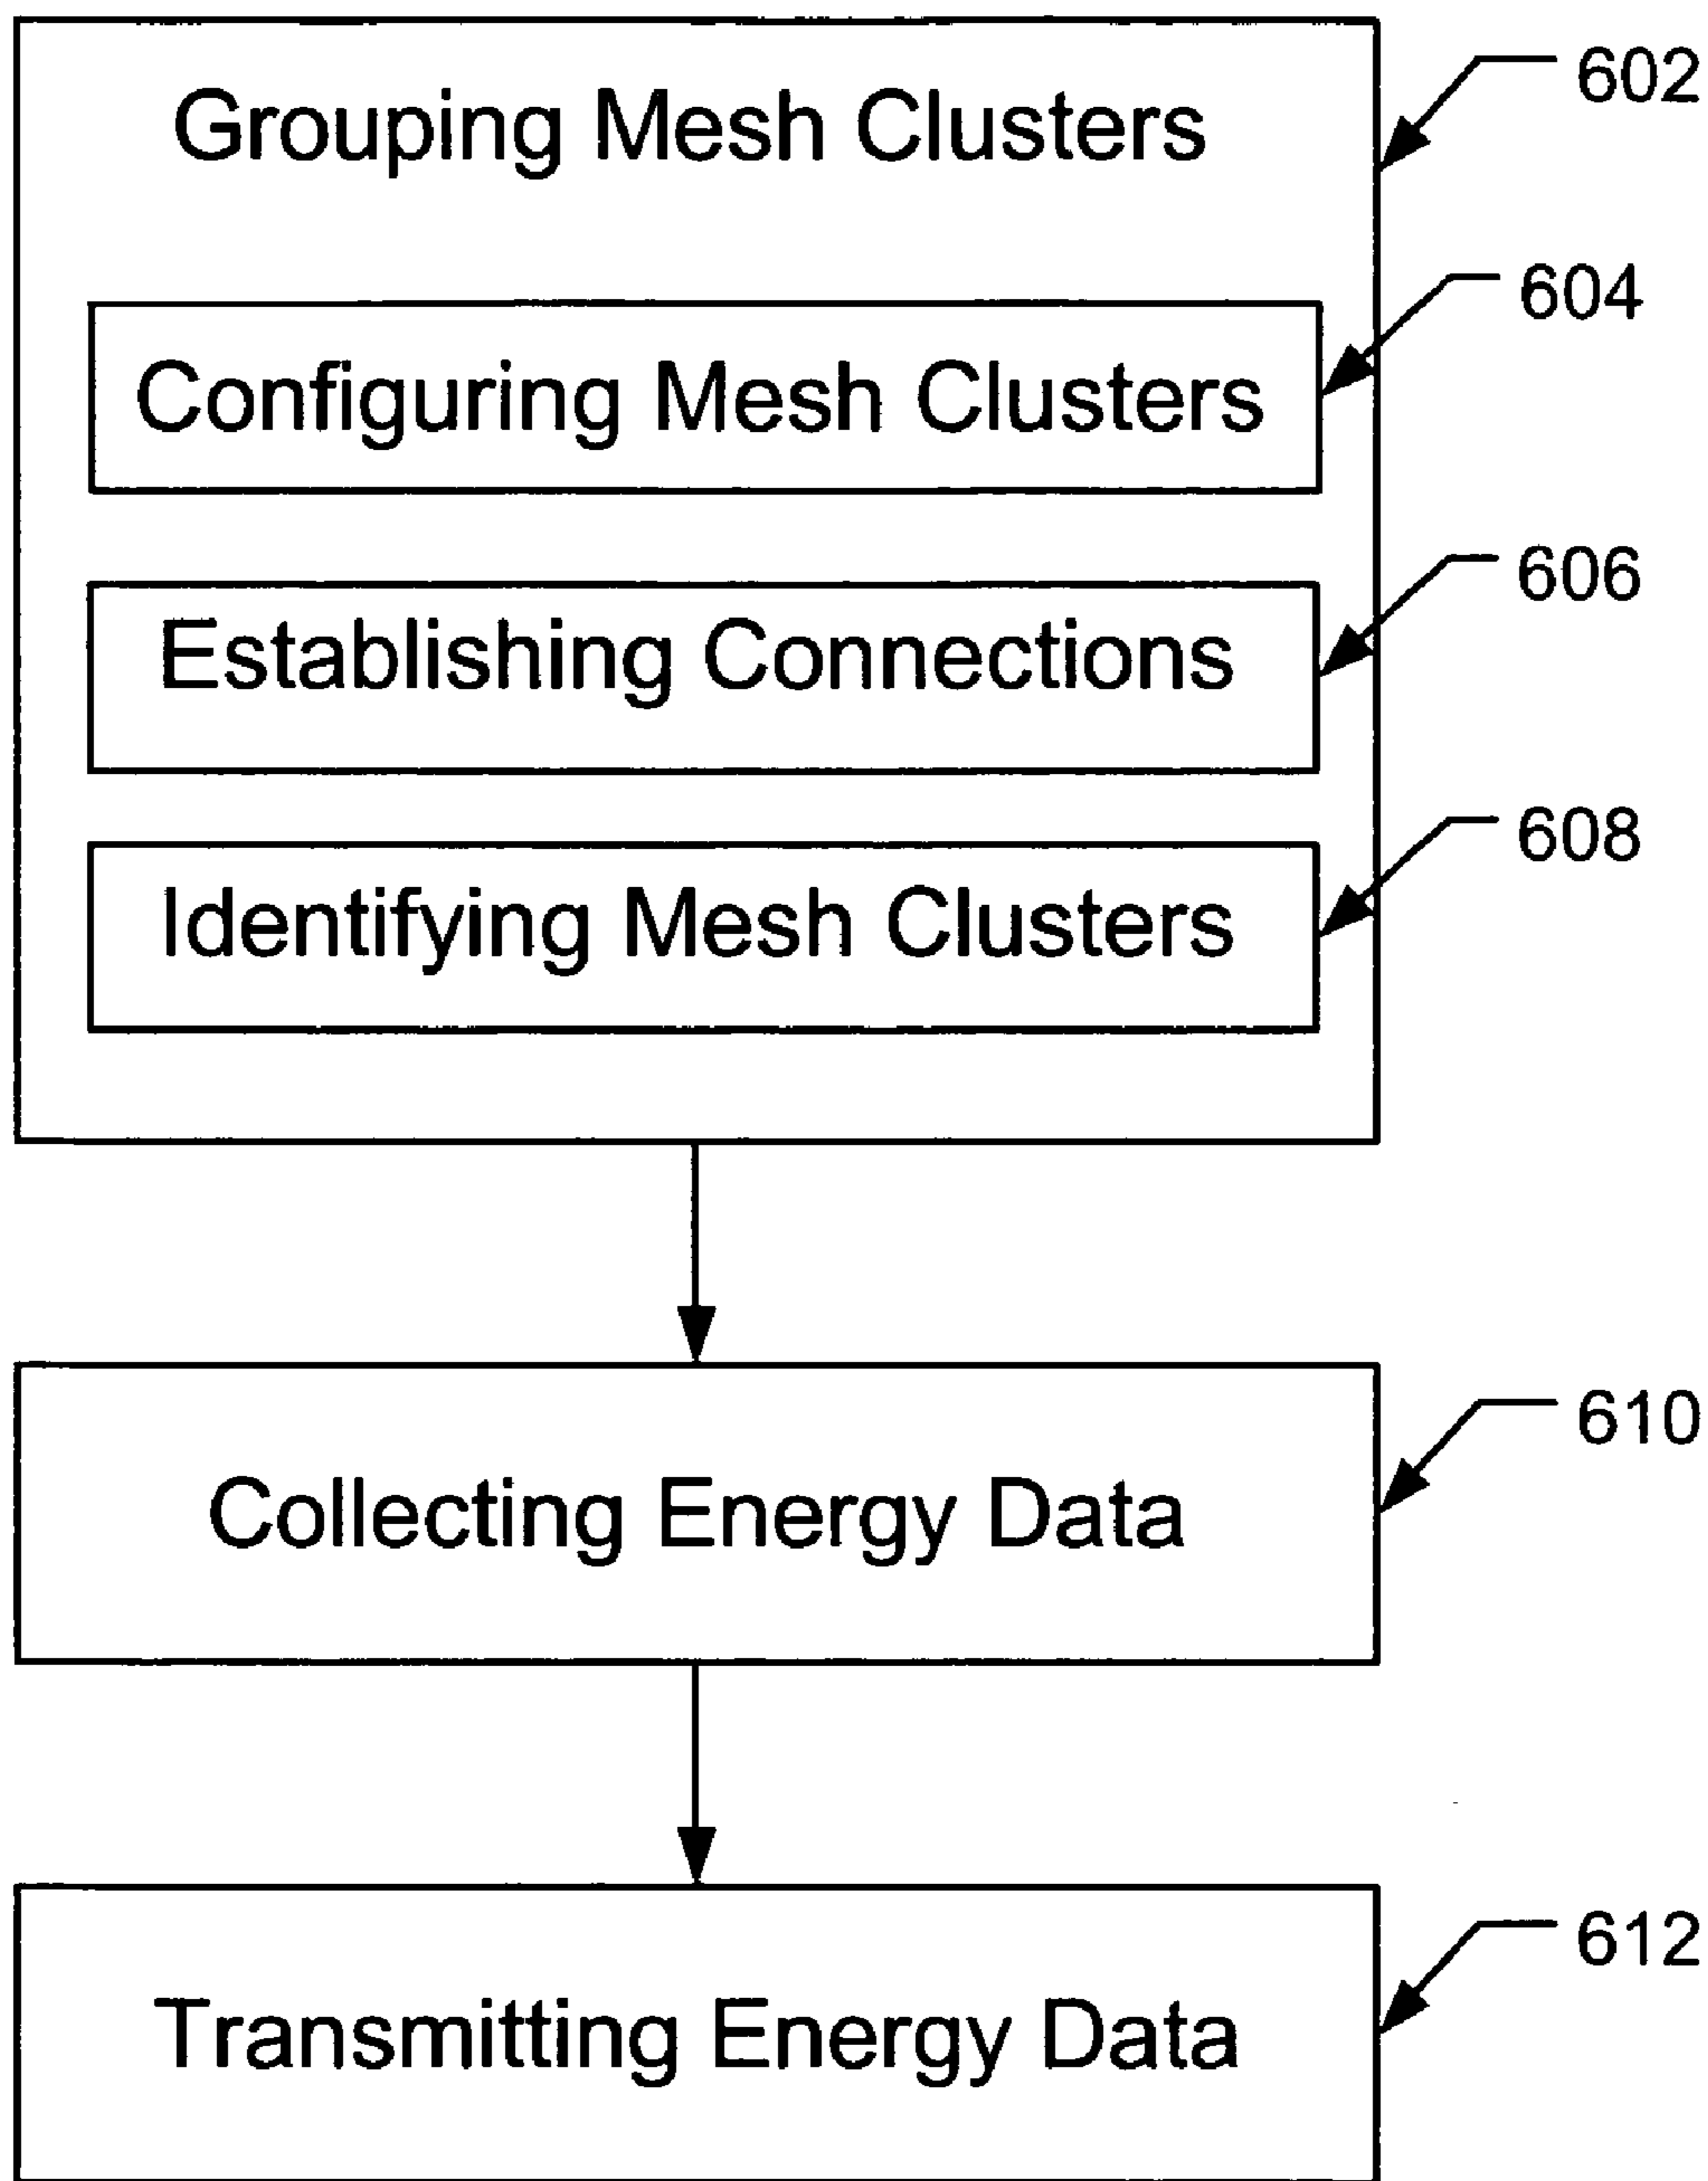 Grouping Mesh Clusters
602
Configuring Mesh Clusters
604
Establishing Connections
606
Identifying Mesh Clusters
608
Collecting Energy Data
610
Transmitting Energy Data
612